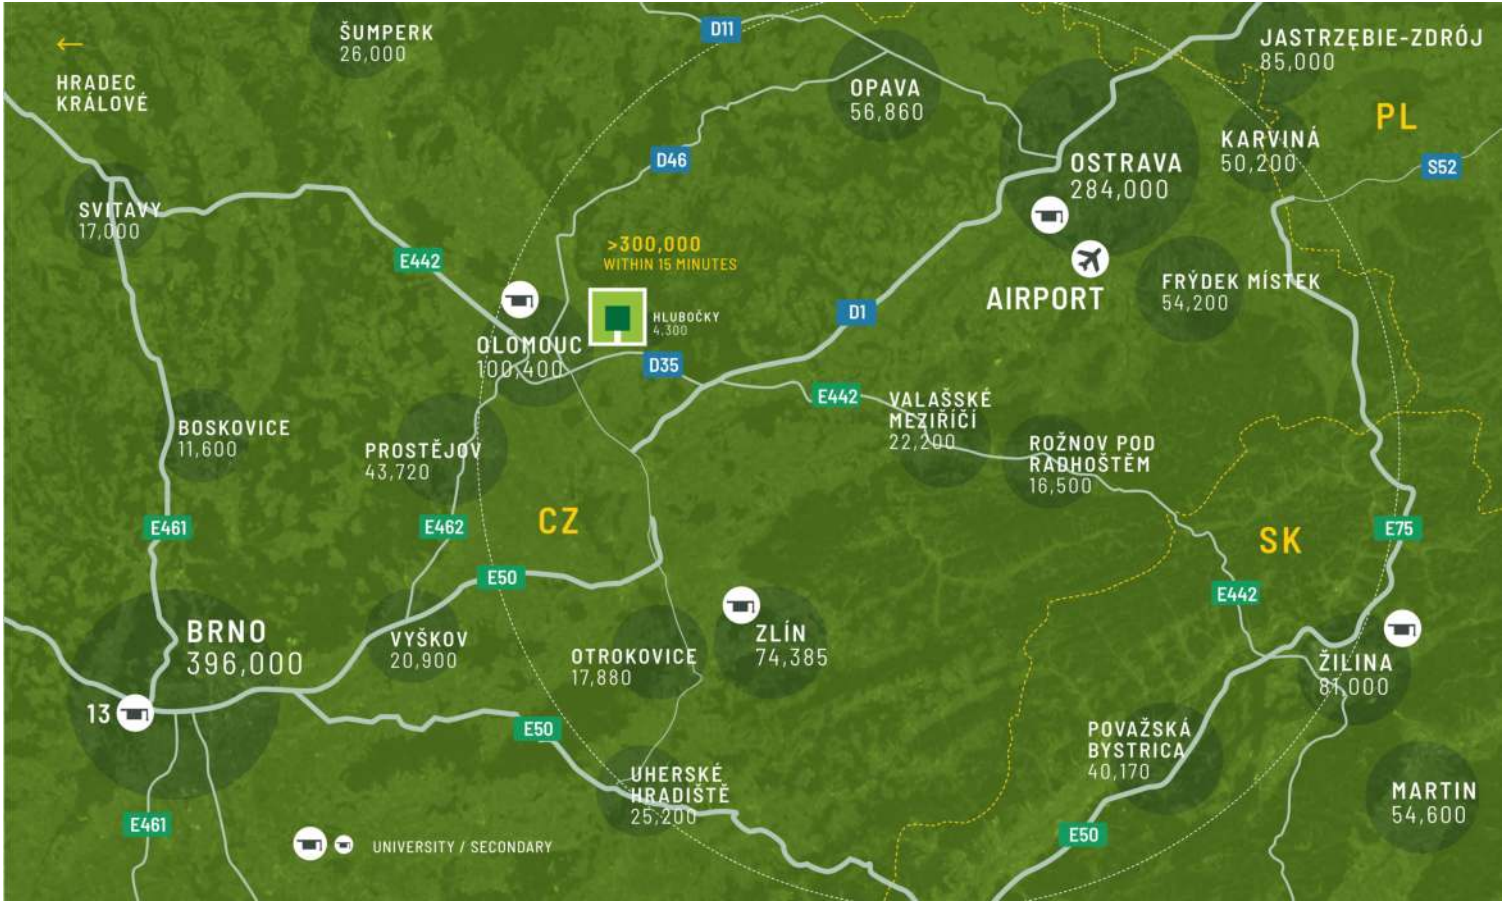 ŠUMPERK
26,000
←
HRADEC
KRÁLOVÉ
D11
JASTRZĘBIE-ZDRÓJ
85,000
OPAVA
56,860
PL
KARVINÁ
50,200
D46
OSTRAVA
284,000
S52
SVITAVY
17,000
>300,000
WITHIN 15 MINUTES
E442
AIRPORT
FRÝDEK MÍSTEK
54,200
HLUBOČKY
4,300
D1
OLOMOUC
100,400
D35
E442
VALAŠSKÉ
MEZIŘÍČÍ
22,200
BOSKOVICE
11,600
PROSTĚJOV
43,720
ROŽNOV POD
RADHOŠTĚM
16,500
E461
E462
CZ
SK
E75
E50
E442
BRNO
396,000
VYŠKOV
20,900
OTROKOVICE
17,880
ZLÍN
74,385
ŽILINA
81,000
13
E50
POVAŽSKÁ
BYSTRICA
40,170
UHERSKÉ
HRADIŠTĚ
25,200
MARTIN
54,600
E461
E50
UNIVERSITY / SECONDARY